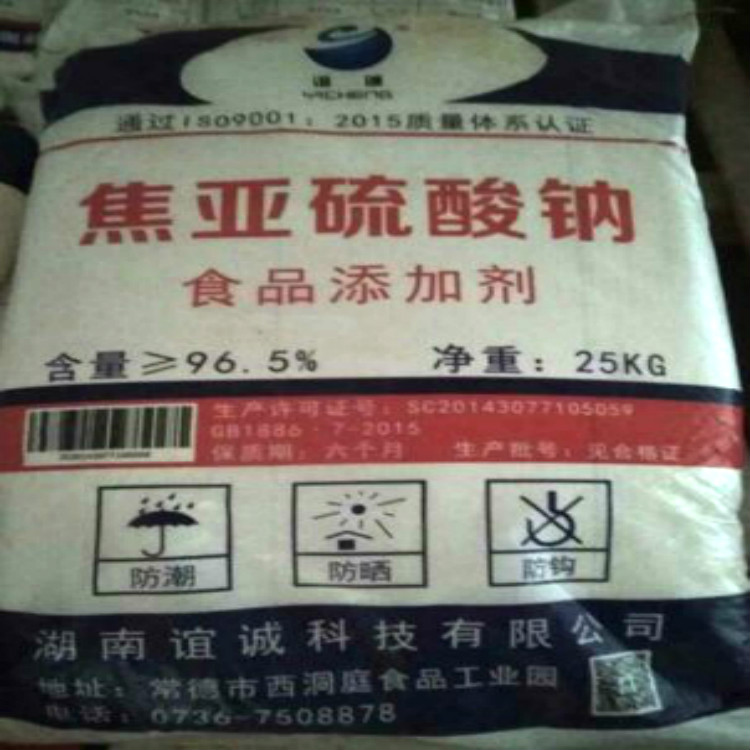 谊诚
YICHENG
通过ISO9001：2015质量体系认证
焦亚硫酸钠
食品添加剂
含量≥96.5% 净重：25KG
生产许可证号：SC20143077105059
GB1886·7-2015
保质期：六个月 生产批号：见合格证
防潮 防晒 防钩
湖南谊诚科技有限公司
地址：常德市西洞庭食品工业园
电话：0736-7508878